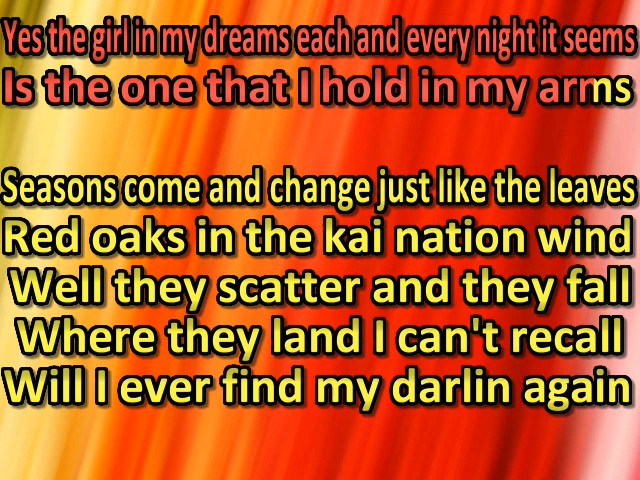 Yes the girl in my dreams each and every night it seems
Is the one that I hold in my arms
Seasons come and change just like the leaves
Red oaks in the kai nation wind
Well they scatter and they fall
Where they land I can't recall
Will I ever find my darlin again